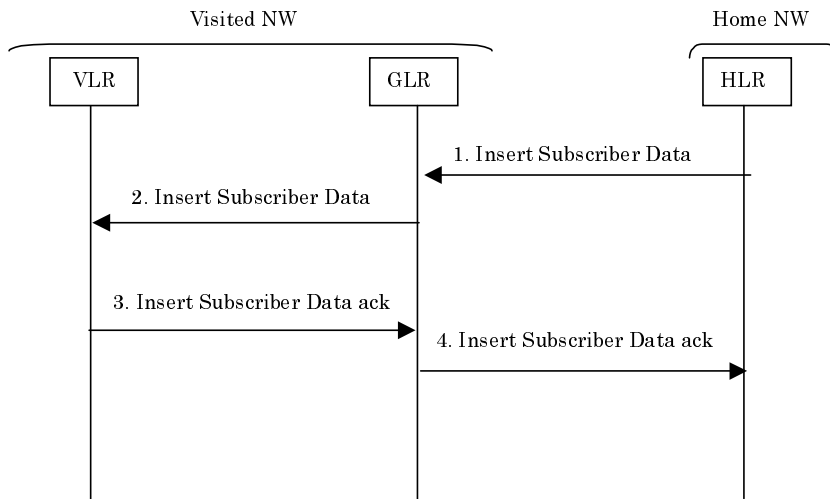 Visited NW
Home NW
VLR
GLR
HLR
1. Insert Subscriber Data
2. Insert Subscriber Data
3. Insert Subscriber Data ack
4. Insert Subscriber Data ack